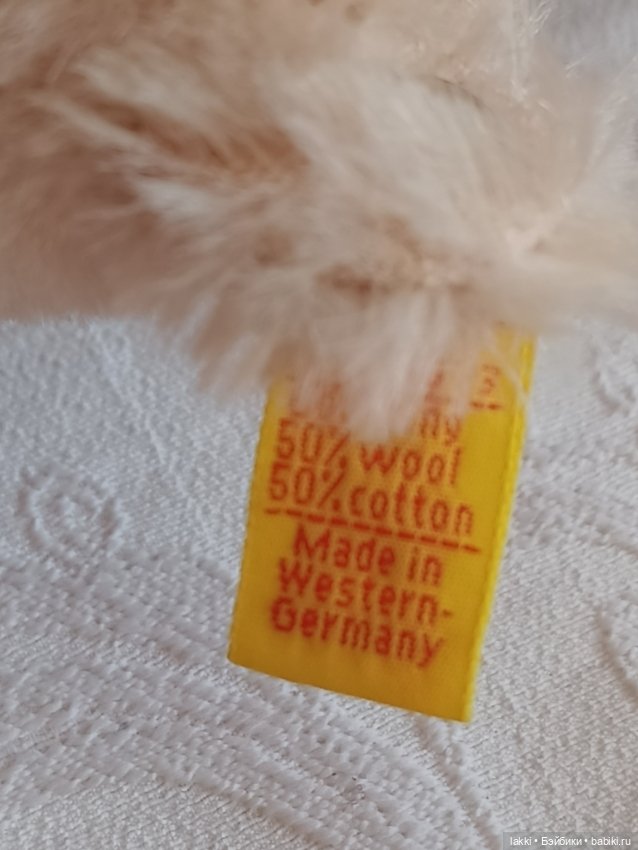 50% Wool
50% cotton
Made in
Western-
Germany
lakki • Бэйбики • babiki.ru